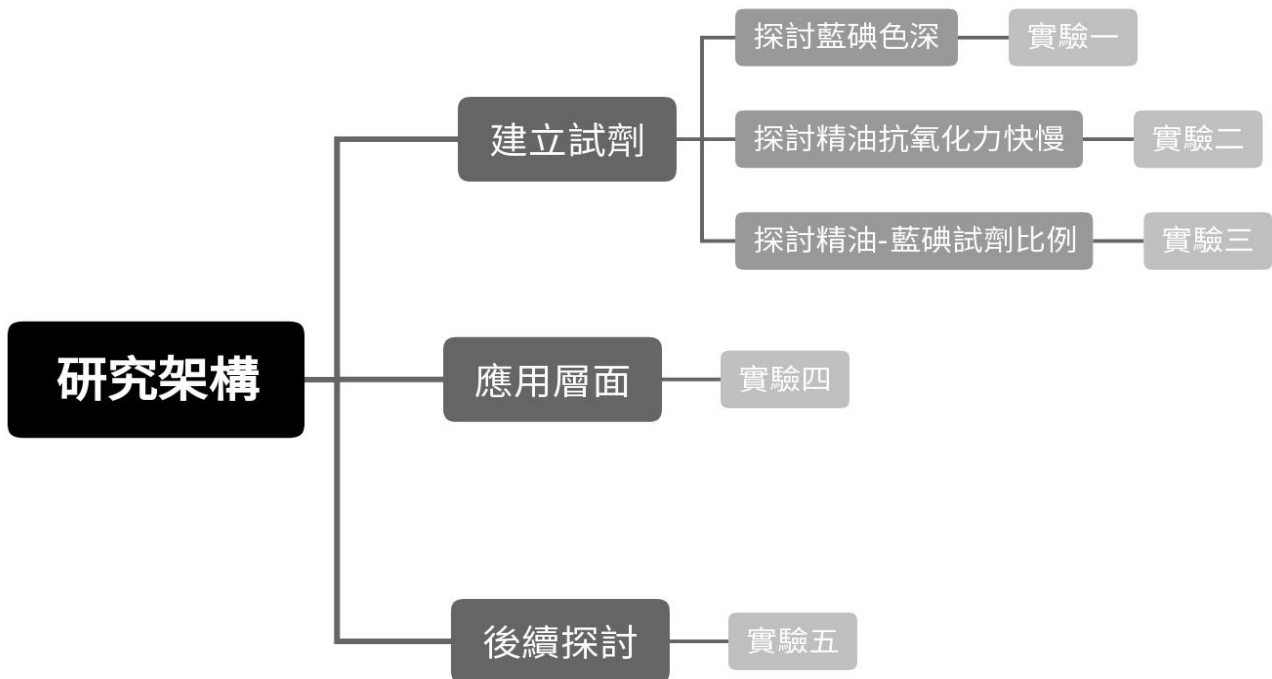 研究架構
建立試劑
探討藍碘色深
實驗一
探討精油抗氧化力快慢
實驗二
探討精油-藍碘試劑比例
實驗三
應用層面
實驗四
後續探討
實驗五